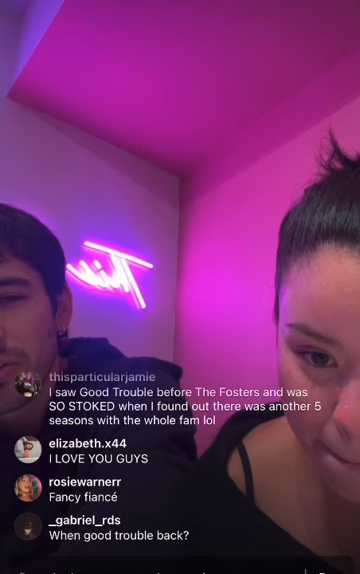 thisparticularjamie
I saw Good Trouble before The Fosters and was
SO STOKED when I found out there was another 5
seasons with the whole fam lol
elizabeth.x44
I LOVE YOU GUYS
rosiewarnerr
Fancy fiancé
_gabriel_rds
When good trouble back?